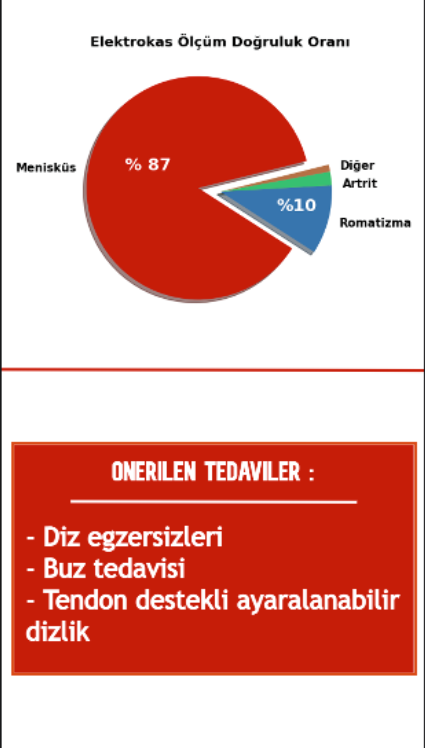 Elektrokas Ölçüm Doğruluk Oranı
Menisküs
% 87
Diğer
Artrit
%10
Romatizma
ONERILEN TEDAVILER :
- Diz egzersizleri
- Buz tedavisi
- Tendon destekli ayaralanabilir
dizlik